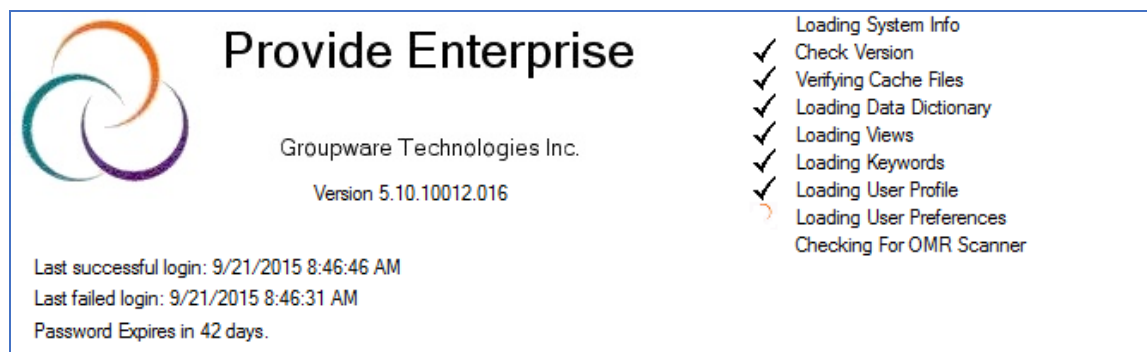 Provide Enterprise
Groupware Technologies Inc.
Version 5.10.10012.016
Last successful login: 9/21/2015 8:46:46 AM
Last failed login: 9/21/2015 8:46:31 AM
Password Expires in 42 days.
Loading System Info
Check Version
Verifying Cache Files
Loading Data Dictionary
Loading Views
Loading Keywords
Loading User Profile
Loading User Preferences
Checking For OMR Scanner